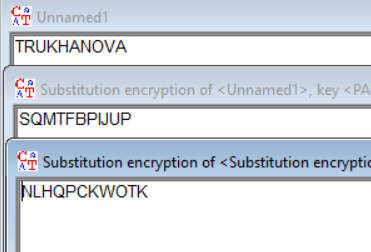 Unnamed1
TRUKHANOVA
Substitution encryption of <Unnamed1>, key <PA
SQMTFBPIJUP
Substitution encryption of <Substitution encryptio
NLHQPCKWOTK